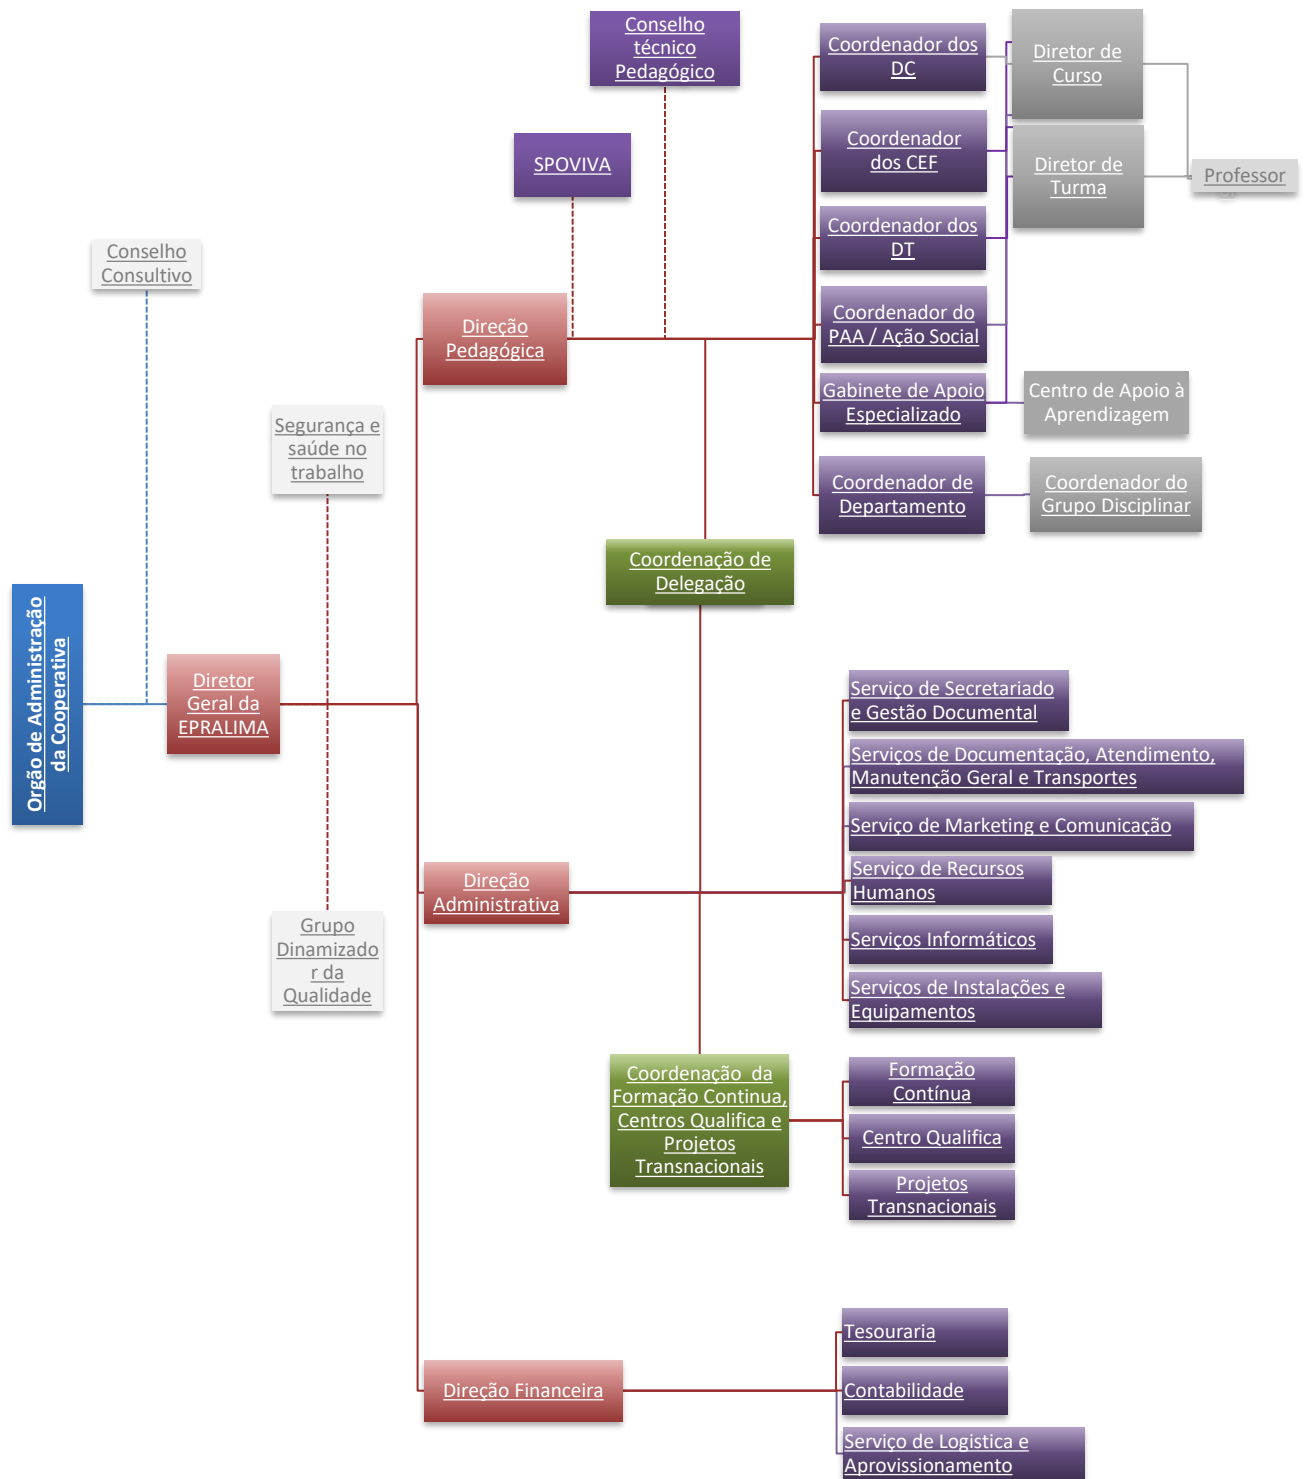 Conselho
técnico
Pedagógico
SPOVIVA
Conselho
Consultivo
Coordenador dos
DC
Diretor de
Curso
Coordenador
dos CEF
Diretor de
Turma
Professor
Coordenador dos
DT
Direção
Pedagógica
Coordenador do
PAA / Ação Social
Gabinete de Apoio
Especializado
Centro de Apoio à
Aprendizagem
Segurança e
saúde no
trabalho
Coordenador de
Departamento
Coordenador do
Grupo Disciplinar
Coordenação de
Delegação
Orgão de Administração
da Cooperativa
Diretor
Geral da
EPRALIMA
Serviço de Secretariado
e Gestão Documental
Serviços de Documentação, Atendimento,
Manutenção Geral e Transportes
Serviço de Marketing e Comunicação
Direção
Administrativa
Serviço de Recursos
Humanos
Grupo
Dinamizado
r da
Qualidade
Serviços Informáticos
Serviços de Instalações e
Equipamentos
Coordenação da
Formação Continua,
Centros Qualifica e
Projetos
Transnacionais
Formação
Contínua
Centro Qualifica
Projetos
Transnacionais
Tesouraria
Direção Financeira
Contabilidade
Serviço de Logistica e
Aprovissionamento